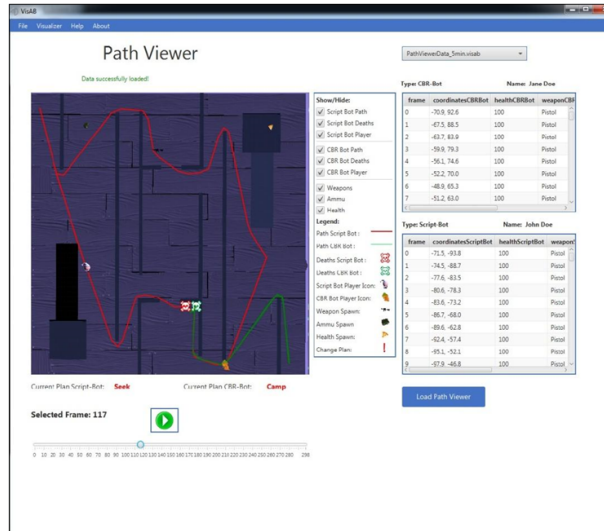 VisAB
File Visualizer Help About
Path Viewer
Data successfully loaded!
PathViewerData_5min.visab
Type: CBR-Bot Name: Jane Doe
frame coordinatesCBRBot healthCBRBot weaponCBR
0 -70.9, 92.6 100 Pistol
1 -67.5, 88.5 100 Pistol
2 -63.7, 83.9 100 Pistol
3 -59.9, 79.3 100 Pistol
4 -56.1, 74.6 100 Pistol
5 -52.2, 70.0 100 Pistol
6 -48.9, 65.3 100 Pistol
7 -51.2, 63.0 100 Pistol
Show/Hide:
Script Bot Path
Script Bot Deaths
Script Bot Player
CBR Bot Path
CBR Bot Deaths
CBR Bot Player
Weapons
Ammu
Health
Legend:
Path Script Bot :
Path CBR Bot :
Deaths Script Bot :
Deaths CBR Bot :
Script Bot Player Icon:
CBR Bot Player Icon:
Weapon Spawn
Ammu Spawn
Health Spawn:
Change Plan:
Type: Script-Bot Name: John Doe
frame coordinatesScriptBot healthScriptBot weapon
0 -71.5, -93.8 100 Pistol
1 -74.5, -88.7 100 Pistol
2 -77.6, -83.5 100 Pistol
3 -80.6, -78.3 100 Pistol
4 -83.6, -73.2 100 Pistol
5 -86.7, -68.0 100 Pistol
6 -89.6, -62.8 100 Pistol
7 -92.4, -57.4 100 Pistol
8 -95.1, -52.1 100 Pistol
9 -97.9, -46.8 100 Pistol
Current Plan Script-Bot: Seek Current Plan CBR-Bot: Camp
Load Path Viewer
Selected Frame: 117
0 10 20 30 40 50 60 70 80 90 100 110 120 130 140 150 160 170 180 190 200 210 220 230 240 250 260 270 280 298